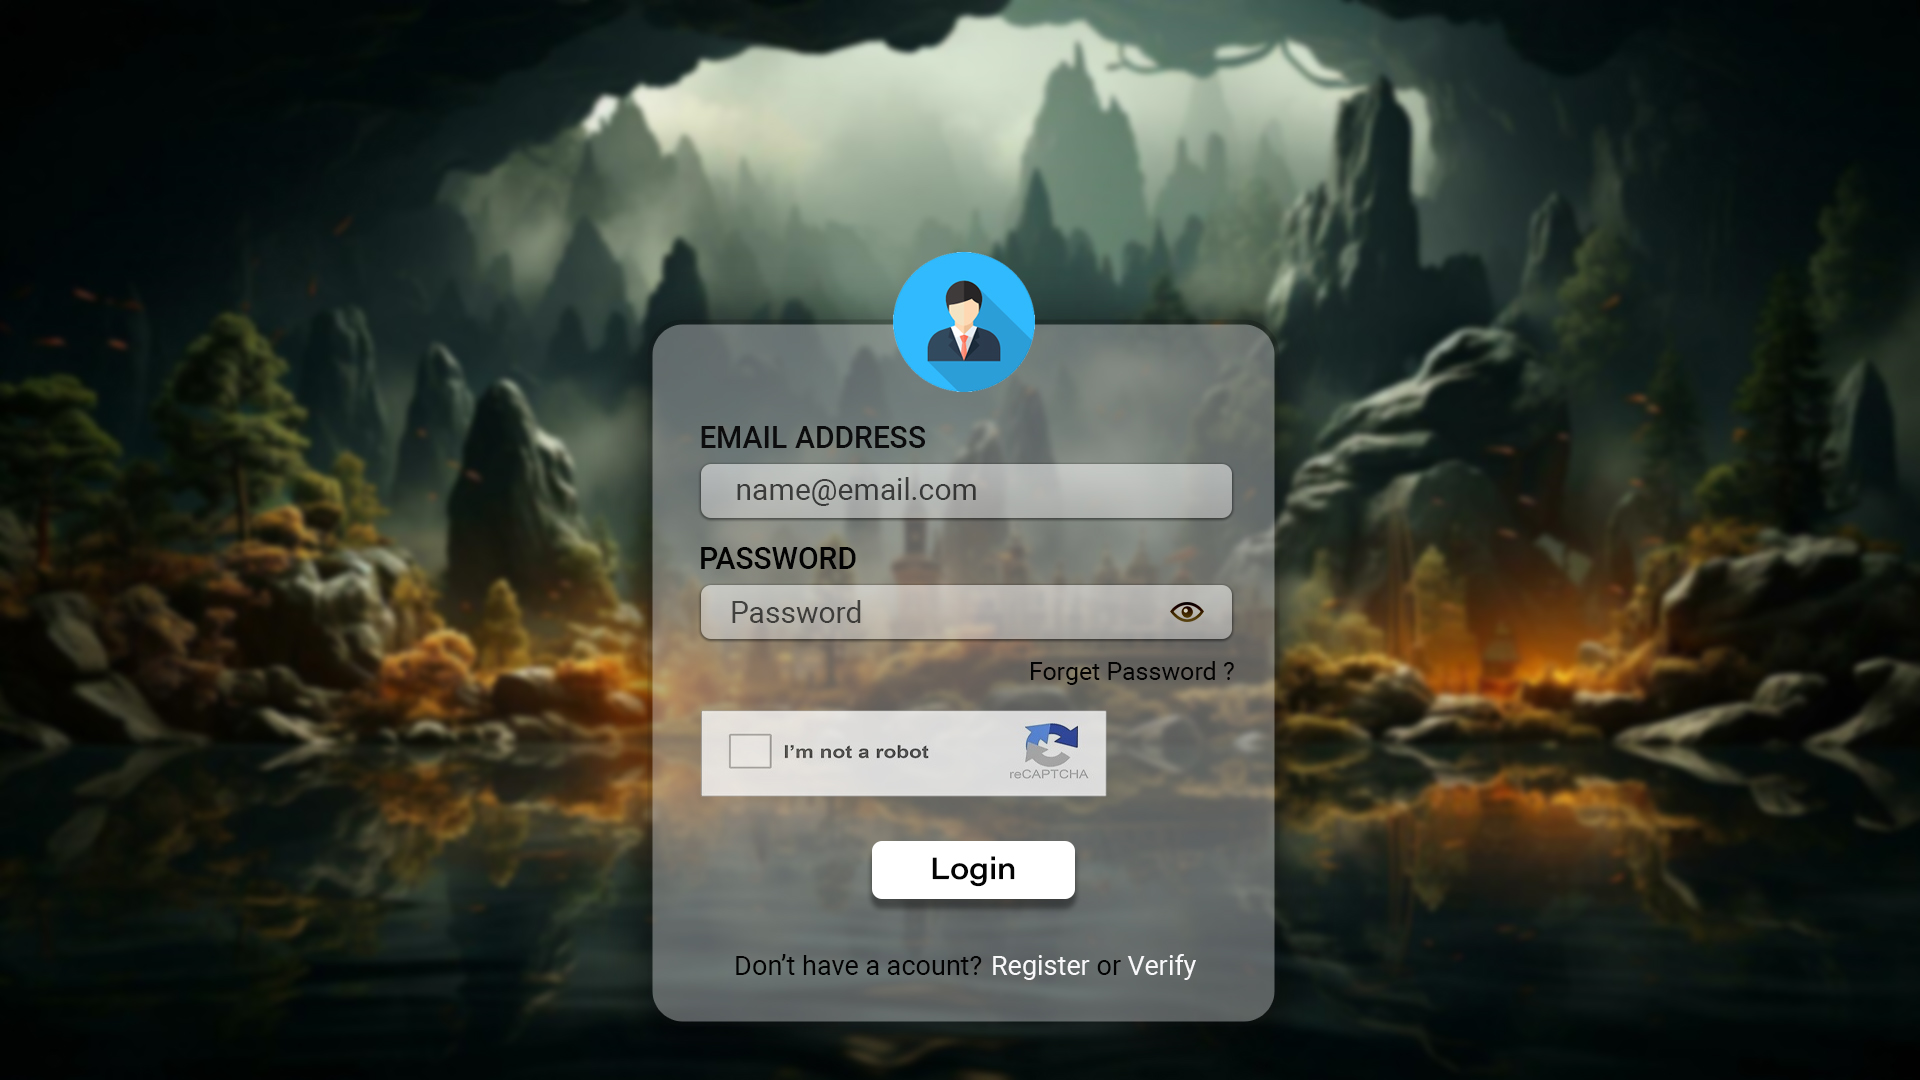 EMAIL ADDRESS
name@email.com
PASSWORD
Password
Forget Password ?
I’m not a robot
reCAPTCHA
Login
Don’t have a acount? Register or Verify